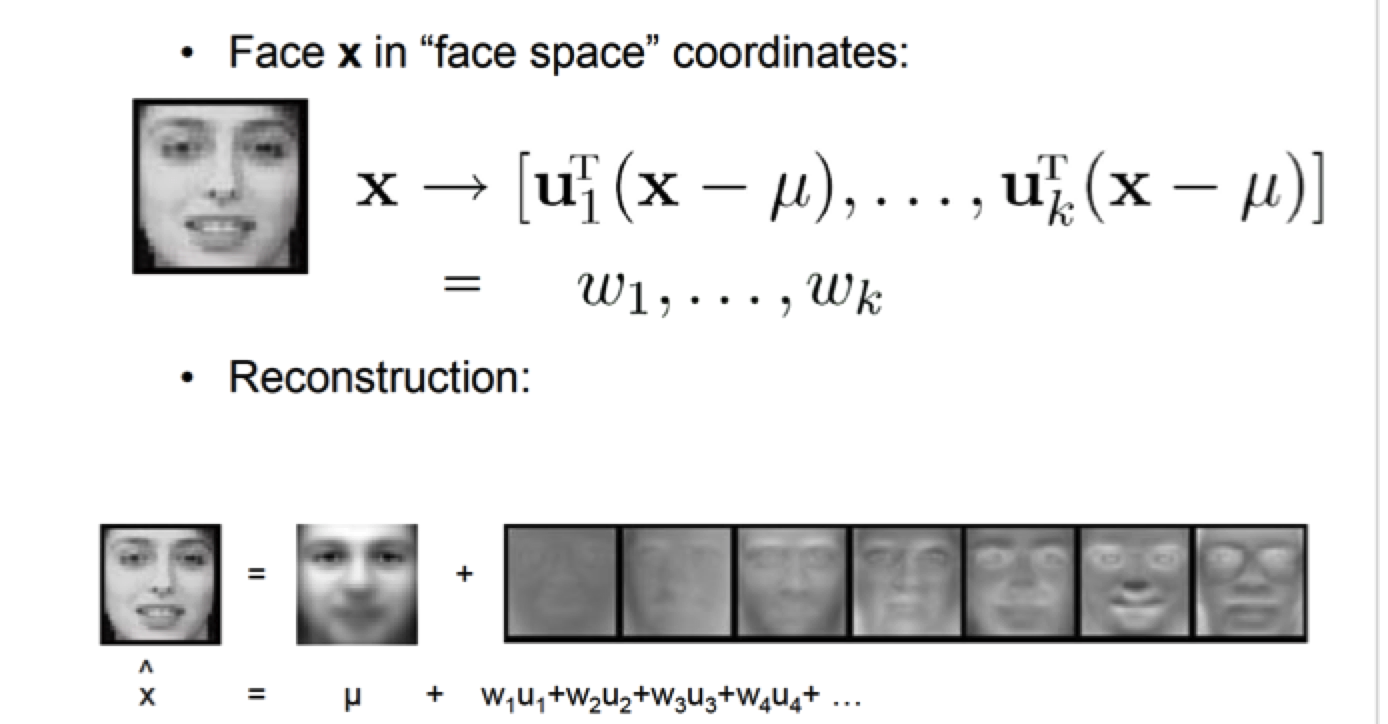 • Face x in “face space” coordinates:
x → [u₁ᵀ(x − μ), . . . , uₖᵀ(x − μ)]
= w₁, . . . , wₖ
• Reconstruction:
= +
^
x = µ + w₁u₁+w₂u₂+w₃u₃+w₄u₄+ ...